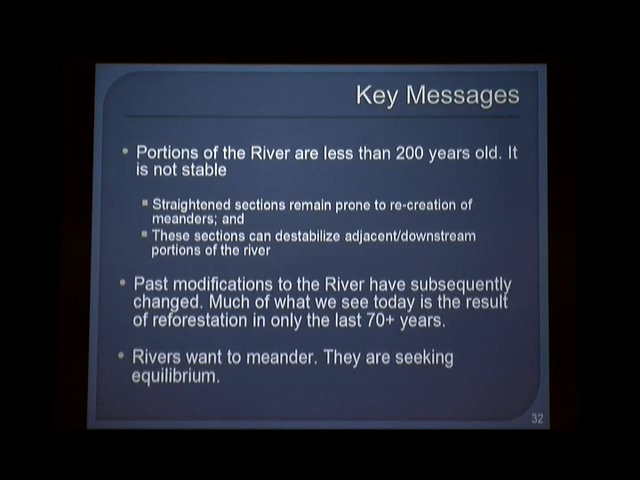 Key Messages
• Portions of the River are less than 200 years old. It
is not stable
▪ Straightened sections remain prone to re-creation of
meanders; and
▪ These sections can destabilize adjacent/downstream
portions of the river
• Past modifications to the River have subsequently
changed. Much of what we see today is the result
of reforestation in only the last 70+ years.
• Rivers want to meander. They are seeking
equilibrium.
32